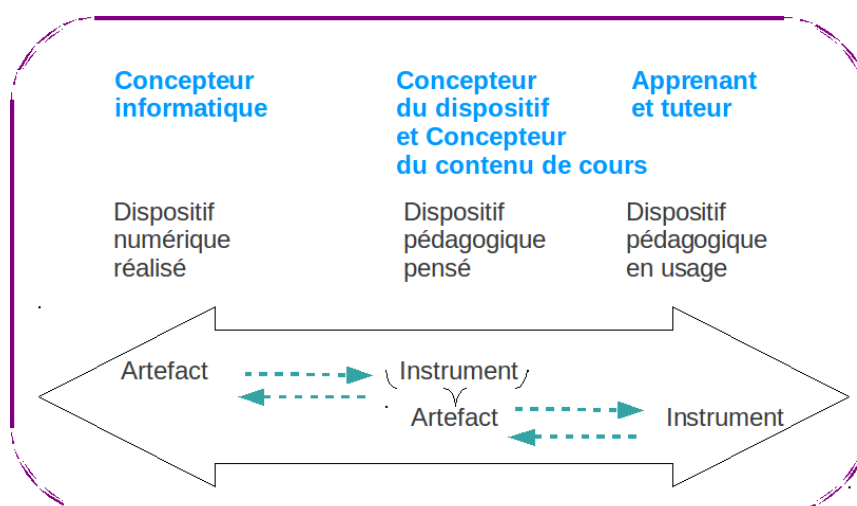 Concepteur
informatique
Concepteur
du dispositif
et Concepteur
du contenu de cours
Apprenant
et tuteur
Dispositif
numérique
réalisé
Dispositif
pédagogique
pensé
Dispositif
pédagogique
en usage
Artefact
Instrument
Artefact
Instrument